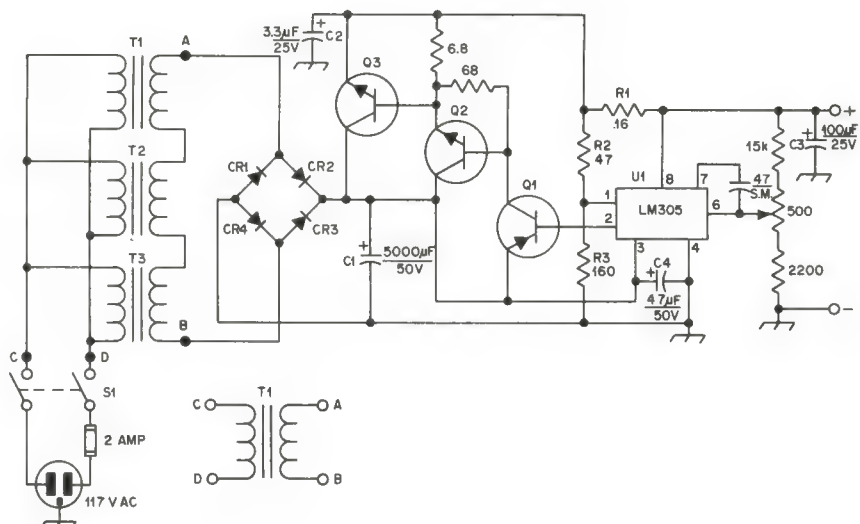 T1
A
3.3µF
25V
+
C2
Q3
6.8
68
Q2
R1
.16
+
T2
CR1
CR2
CR4
CR3
Q1
R2
47
15k
C3
+
100µF
25V
U1
1
8
7
47
S.M.
LM305
2
6
500
3
4
T3
+
C1
5000µF
50V
R3
160
+
C4
47µF
50V
2200
B
−
C
D
S1
2 AMP
117 V AC
T1
C
A
D
B